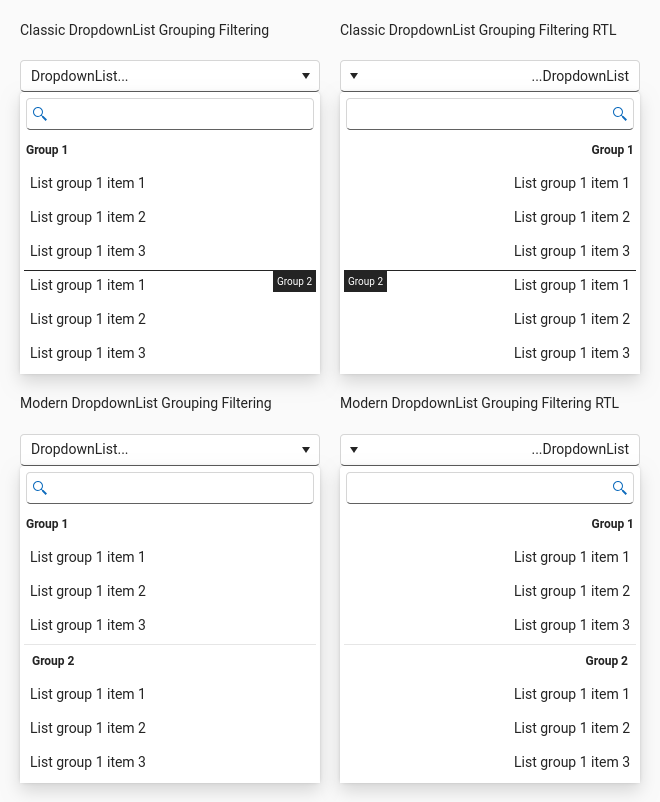 Classic DropdownList Grouping Filtering
DropdownList...
Group 1
List group 1 item 1
List group 1 item 2
List group 1 item 3
Group 2
List group 1 item 1
List group 1 item 2
List group 1 item 3
Classic DropdownList Grouping Filtering RTL
...DropdownList
Group 1
List group 1 item 1
List group 1 item 2
List group 1 item 3
Group 2
List group 1 item 1
List group 1 item 2
List group 1 item 3
Modern DropdownList Grouping Filtering
DropdownList...
Group 1
List group 1 item 1
List group 1 item 2
List group 1 item 3
Group 2
List group 1 item 1
List group 1 item 2
List group 1 item 3
Modern DropdownList Grouping Filtering RTL
...DropdownList
Group 1
List group 1 item 1
List group 1 item 2
List group 1 item 3
Group 2
List group 1 item 1
List group 1 item 2
List group 1 item 3